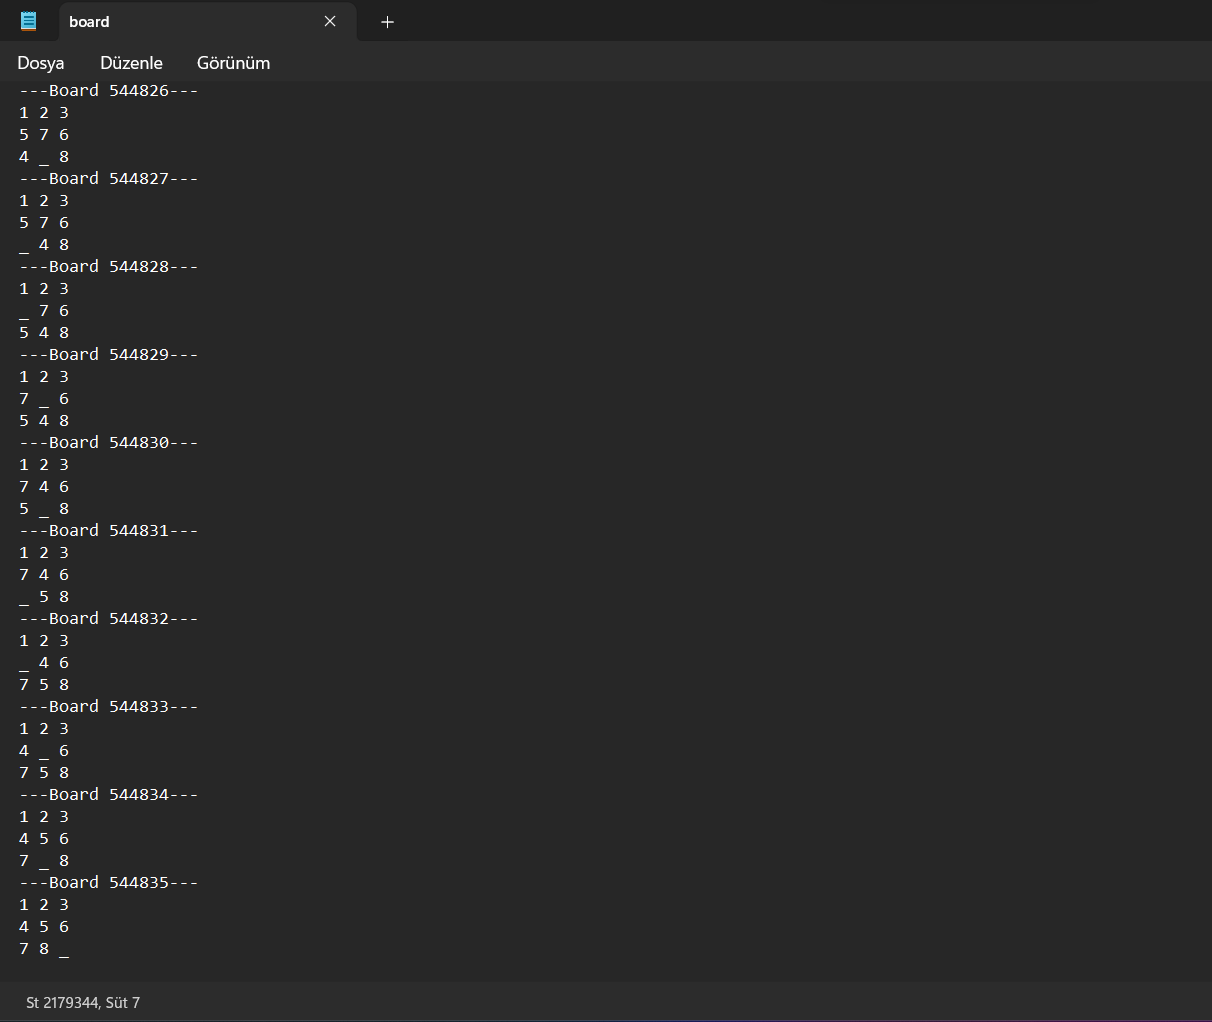 board
Dosya Düzenle Görünüm
---Board 544826---
1 2 3
5 7 6
4 _ 8
---Board 544827---
1 2 3
5 7 6
_ 4 8
---Board 544828---
1 2 3
_ 7 6
5 4 8
---Board 544829---
1 2 3
7 _ 6
5 4 8
---Board 544830---
1 2 3
7 4 6
5 _ 8
---Board 544831---
1 2 3
7 4 6
_ 5 8
---Board 544832---
1 2 3
_ 4 6
7 5 8
---Board 544833---
1 2 3
4 _ 6
7 5 8
---Board 544834---
1 2 3
4 5 6
7 _ 8
---Board 544835---
1 2 3
4 5 6
7 8 _
St 2179344, Süt 7